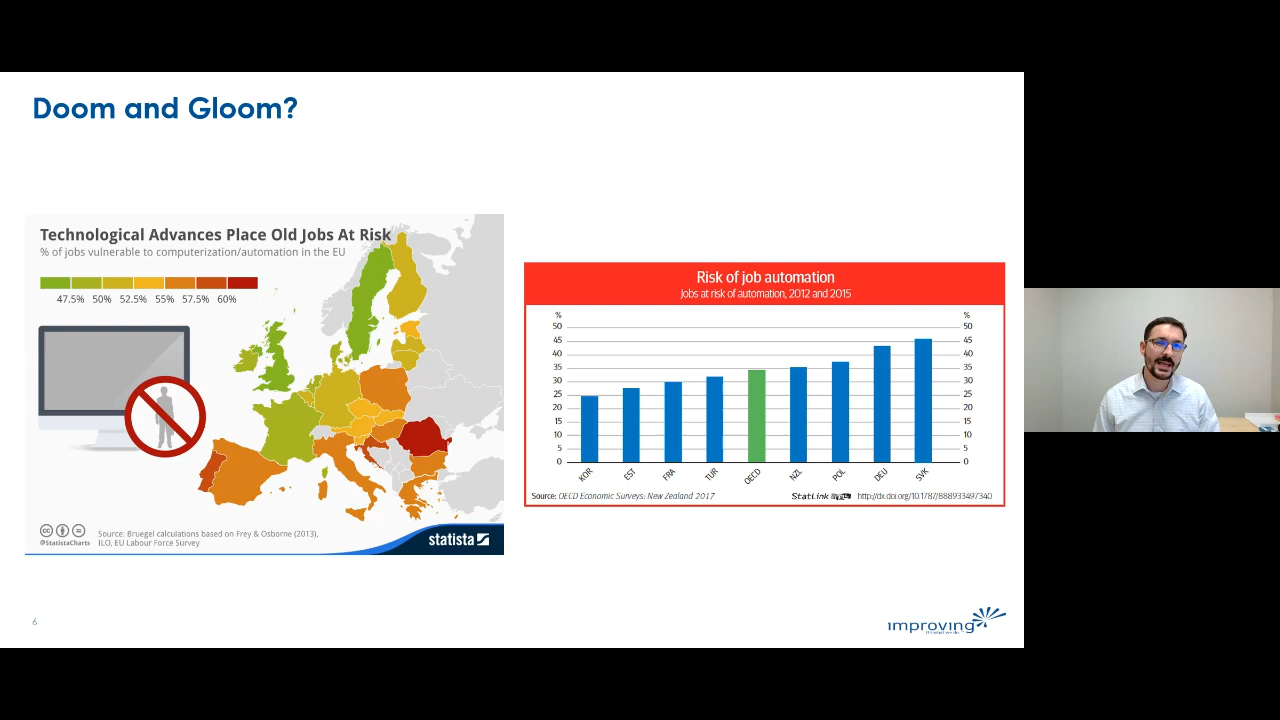 Doom and Gloom?
Technological Advances Place Old Jobs At Risk
% of jobs vulnerable to computerization/automation in the EU
47.5% 50% 52.5% 55% 57.5% 60%
@StatistaCharts
Source: Bruegel calculations based on Frey & Osborne (2013),
ILO, EU Labour Force Survey
statista
Risk of job automation
Jobs at risk of automation, 2012 and 2015
% %
50 50
45 45
40 40
35 35
30 30
25 25
20 20
15 15
10 10
5 5
0 0
KOR EST FRA TUR OECD NZL POL DEU SVK
Source: OECD Economic Surveys: New Zealand 2017
StatLink http://dx.doi.org/10.1787/888933497340
6
improving